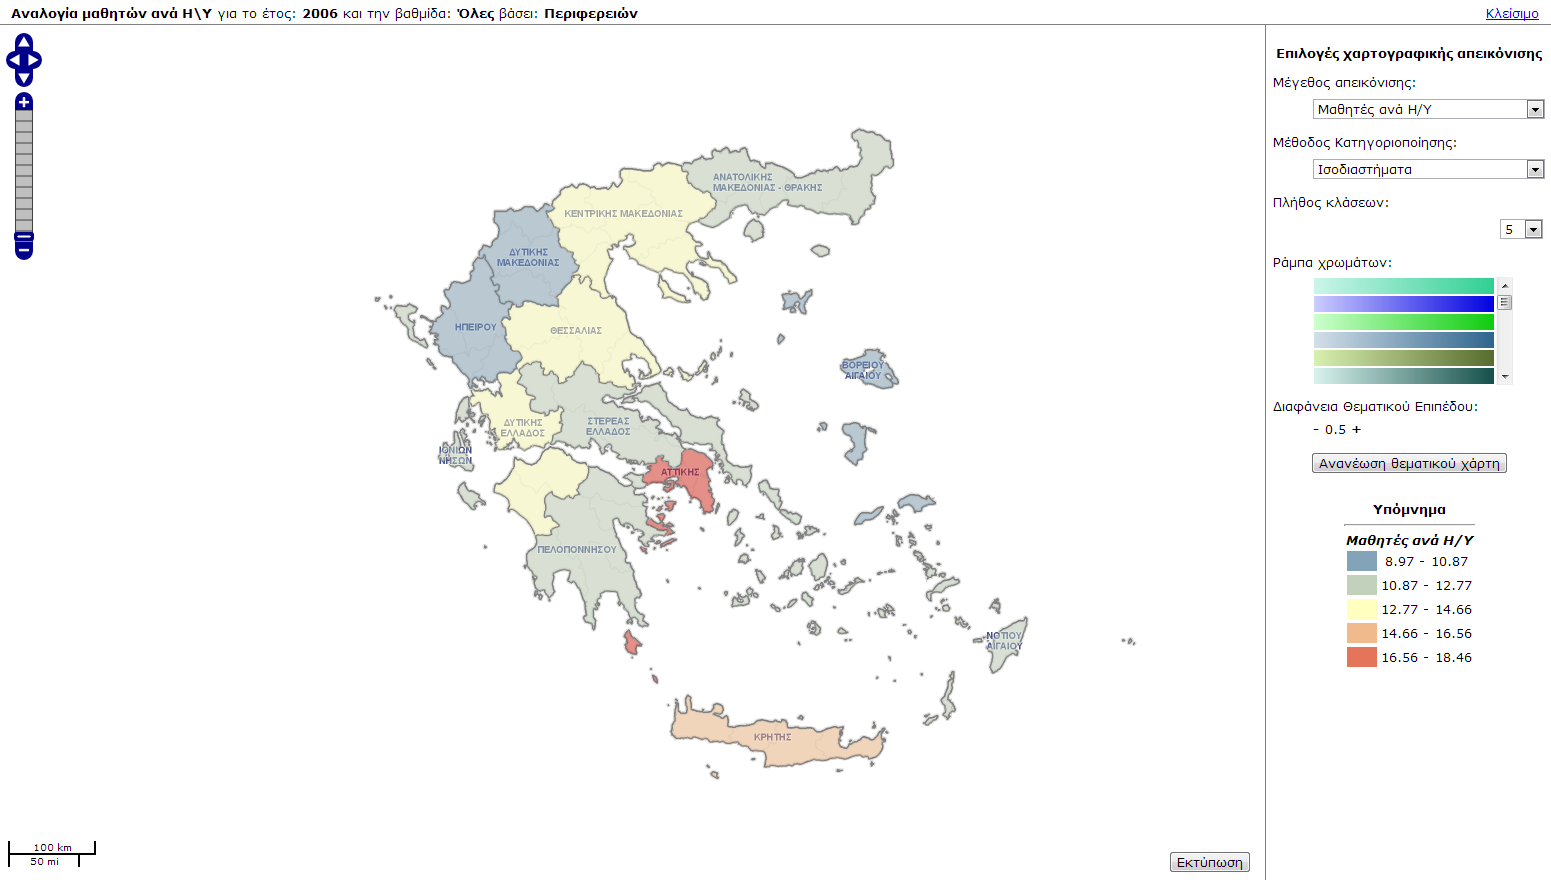 Αναλογία μαθητών ανά Η\Υ για το έτος: 2006 και την βαθμίδα: Όλες βάσει: Περιφερειών
Κλείσιμο
ΑΝΑΤΟΛΙΚΗΣ
ΜΑΚΕΔΟΝΙΑΣ - ΘΡΑΚΗΣ
ΚΕΝΤΡΙΚΗΣ ΜΑΚΕΔΟΝΙΑΣ
ΔΥΤΙΚΗΣ
ΜΑΚΕΔΟΝΙΑΣ
ΗΠΕΙΡΟΥ
ΘΕΣΣΑΛΙΑΣ
ΒΟΡΕΙΟΥ
ΑΙΓΑΙΟΥ
ΔΥΤΙΚΗΣ
ΕΛΛΑΔΟΣ
ΣΤΕΡΕΑΣ
ΕΛΛΑΔΟΣ
ΙΟΝΙΩΝ
ΝΗΣΩΝ
ΑΤΤΙΚΗΣ
ΠΕΛΟΠΟΝΝΗΣΟΥ
ΝΟΤΙΟΥ
ΑΙΓΑΙΟΥ
ΚΡΗΤΗΣ
100 km
50 mi
Εκτύπωση
Επιλογές χαρτογραφικής απεικόνισης
Μέγεθος απεικόνισης:
Μαθητές ανά Η/Υ
Μέθοδος Κατηγοριοποίησης:
Ισοδιαστήματα
Πλήθος κλάσεων:
5
Ράμπα χρωμάτων:
Διαφάνεια Θεματικού Επιπέδου:
- 0.5 +
Ανανέωση θεματικού χάρτη
Υπόμνημα
Μαθητές ανά Η/Υ
8.97 - 10.87
10.87 - 12.77
12.77 - 14.66
14.66 - 16.56
16.56 - 18.46